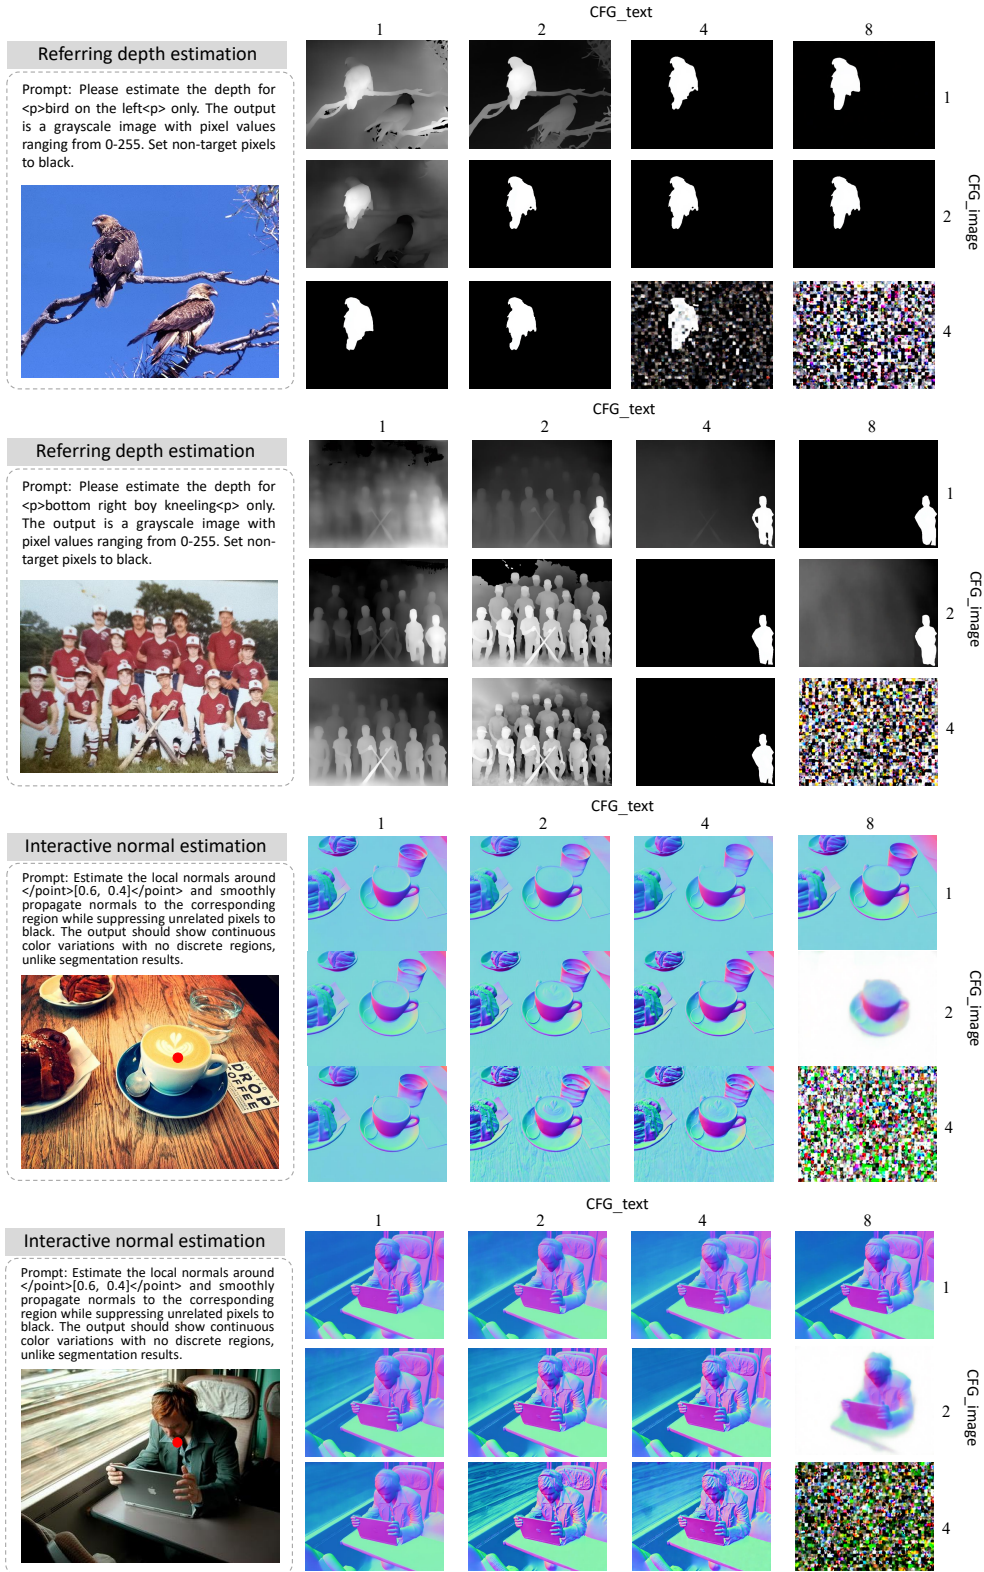 CFG_text
1 2 4 8
Referring depth estimation
Prompt: Please estimate the depth for
<p>bird on the left<p> only. The output
is a grayscale image with pixel values
ranging from 0-255. Set non-target pixels
to black.
1
2
4
CFG_image
CFG_text
1 2 4 8
Referring depth estimation
Prompt: Please estimate the depth for
<p>bottom right boy kneeling<p> only.
The output is a grayscale image with
pixel values ranging from 0-255. Set non-
target pixels to black.
1
2
4
CFG_image
CFG_text
1 2 4 8
Interactive normal estimation
Prompt: Estimate the local normals around
</point>[0.6, 0.4]</point> and smoothly
propagate normals to the corresponding
region while suppressing unrelated pixels to
black. The output should show continuous
color variations with no discrete regions,
unlike segmentation results.
DROP
COFFEE
1
2
4
CFG_image
CFG_text
1 2 4 8
Interactive normal estimation
Prompt: Estimate the local normals around
</point>[0.6, 0.4]</point> and smoothly
propagate normals to the corresponding
region while suppressing unrelated pixels to
black. The output should show continuous
color variations with no discrete regions,
unlike segmentation results.
1
2
4
CFG_image